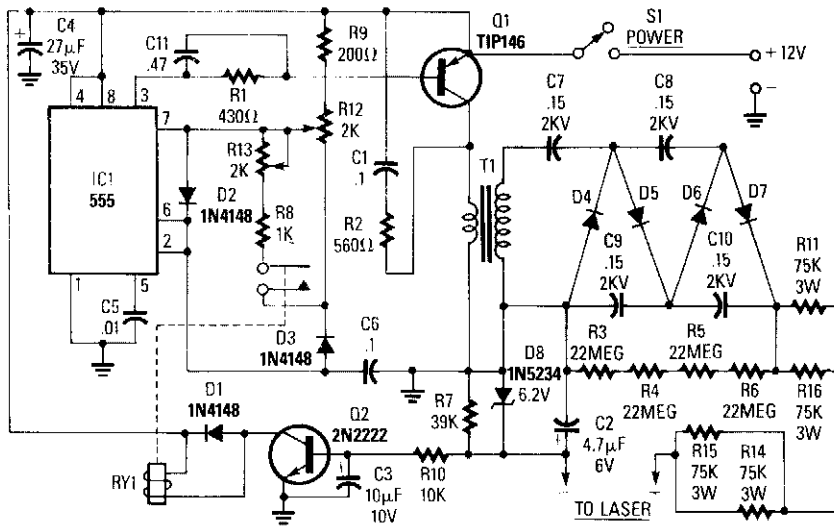 C4
27µF
35V
+
C11
.47
R9
200Ω
Q1
TIP146
S1
POWER
+ 12V
-
4
8
3
R1
430Ω
7
R12
2K
R13
2K
C1
.1
T1
C7
.15
2KV
C8
.15
2KV
IC1
555
D2
1N4148
R8
1K
R2
560Ω
D4
D5
D6
D7
6
2
C9
.15
2KV
C10
.15
2KV
R11
75K
3W
1
5
C5
.01
D3
1N4148
C6
.1
D8
1N5234
6.2V
R3
22MEG
R5
22MEG
R4
22MEG
R6
22MEG
R16
75K
3W
D1
1N4148
Q2
2N2222
R7
39K
C2
4.7µF
6V
+
RY1
+
C3
10µF
10V
R10
10K
R15
75K
3W
R14
75K
3W
TO LASER
+
-